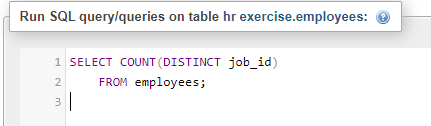 Run SQL query/queries on table hr exercise.employees:
1 SELECT COUNT(DISTINCT job_id)
2 FROM employees;
3